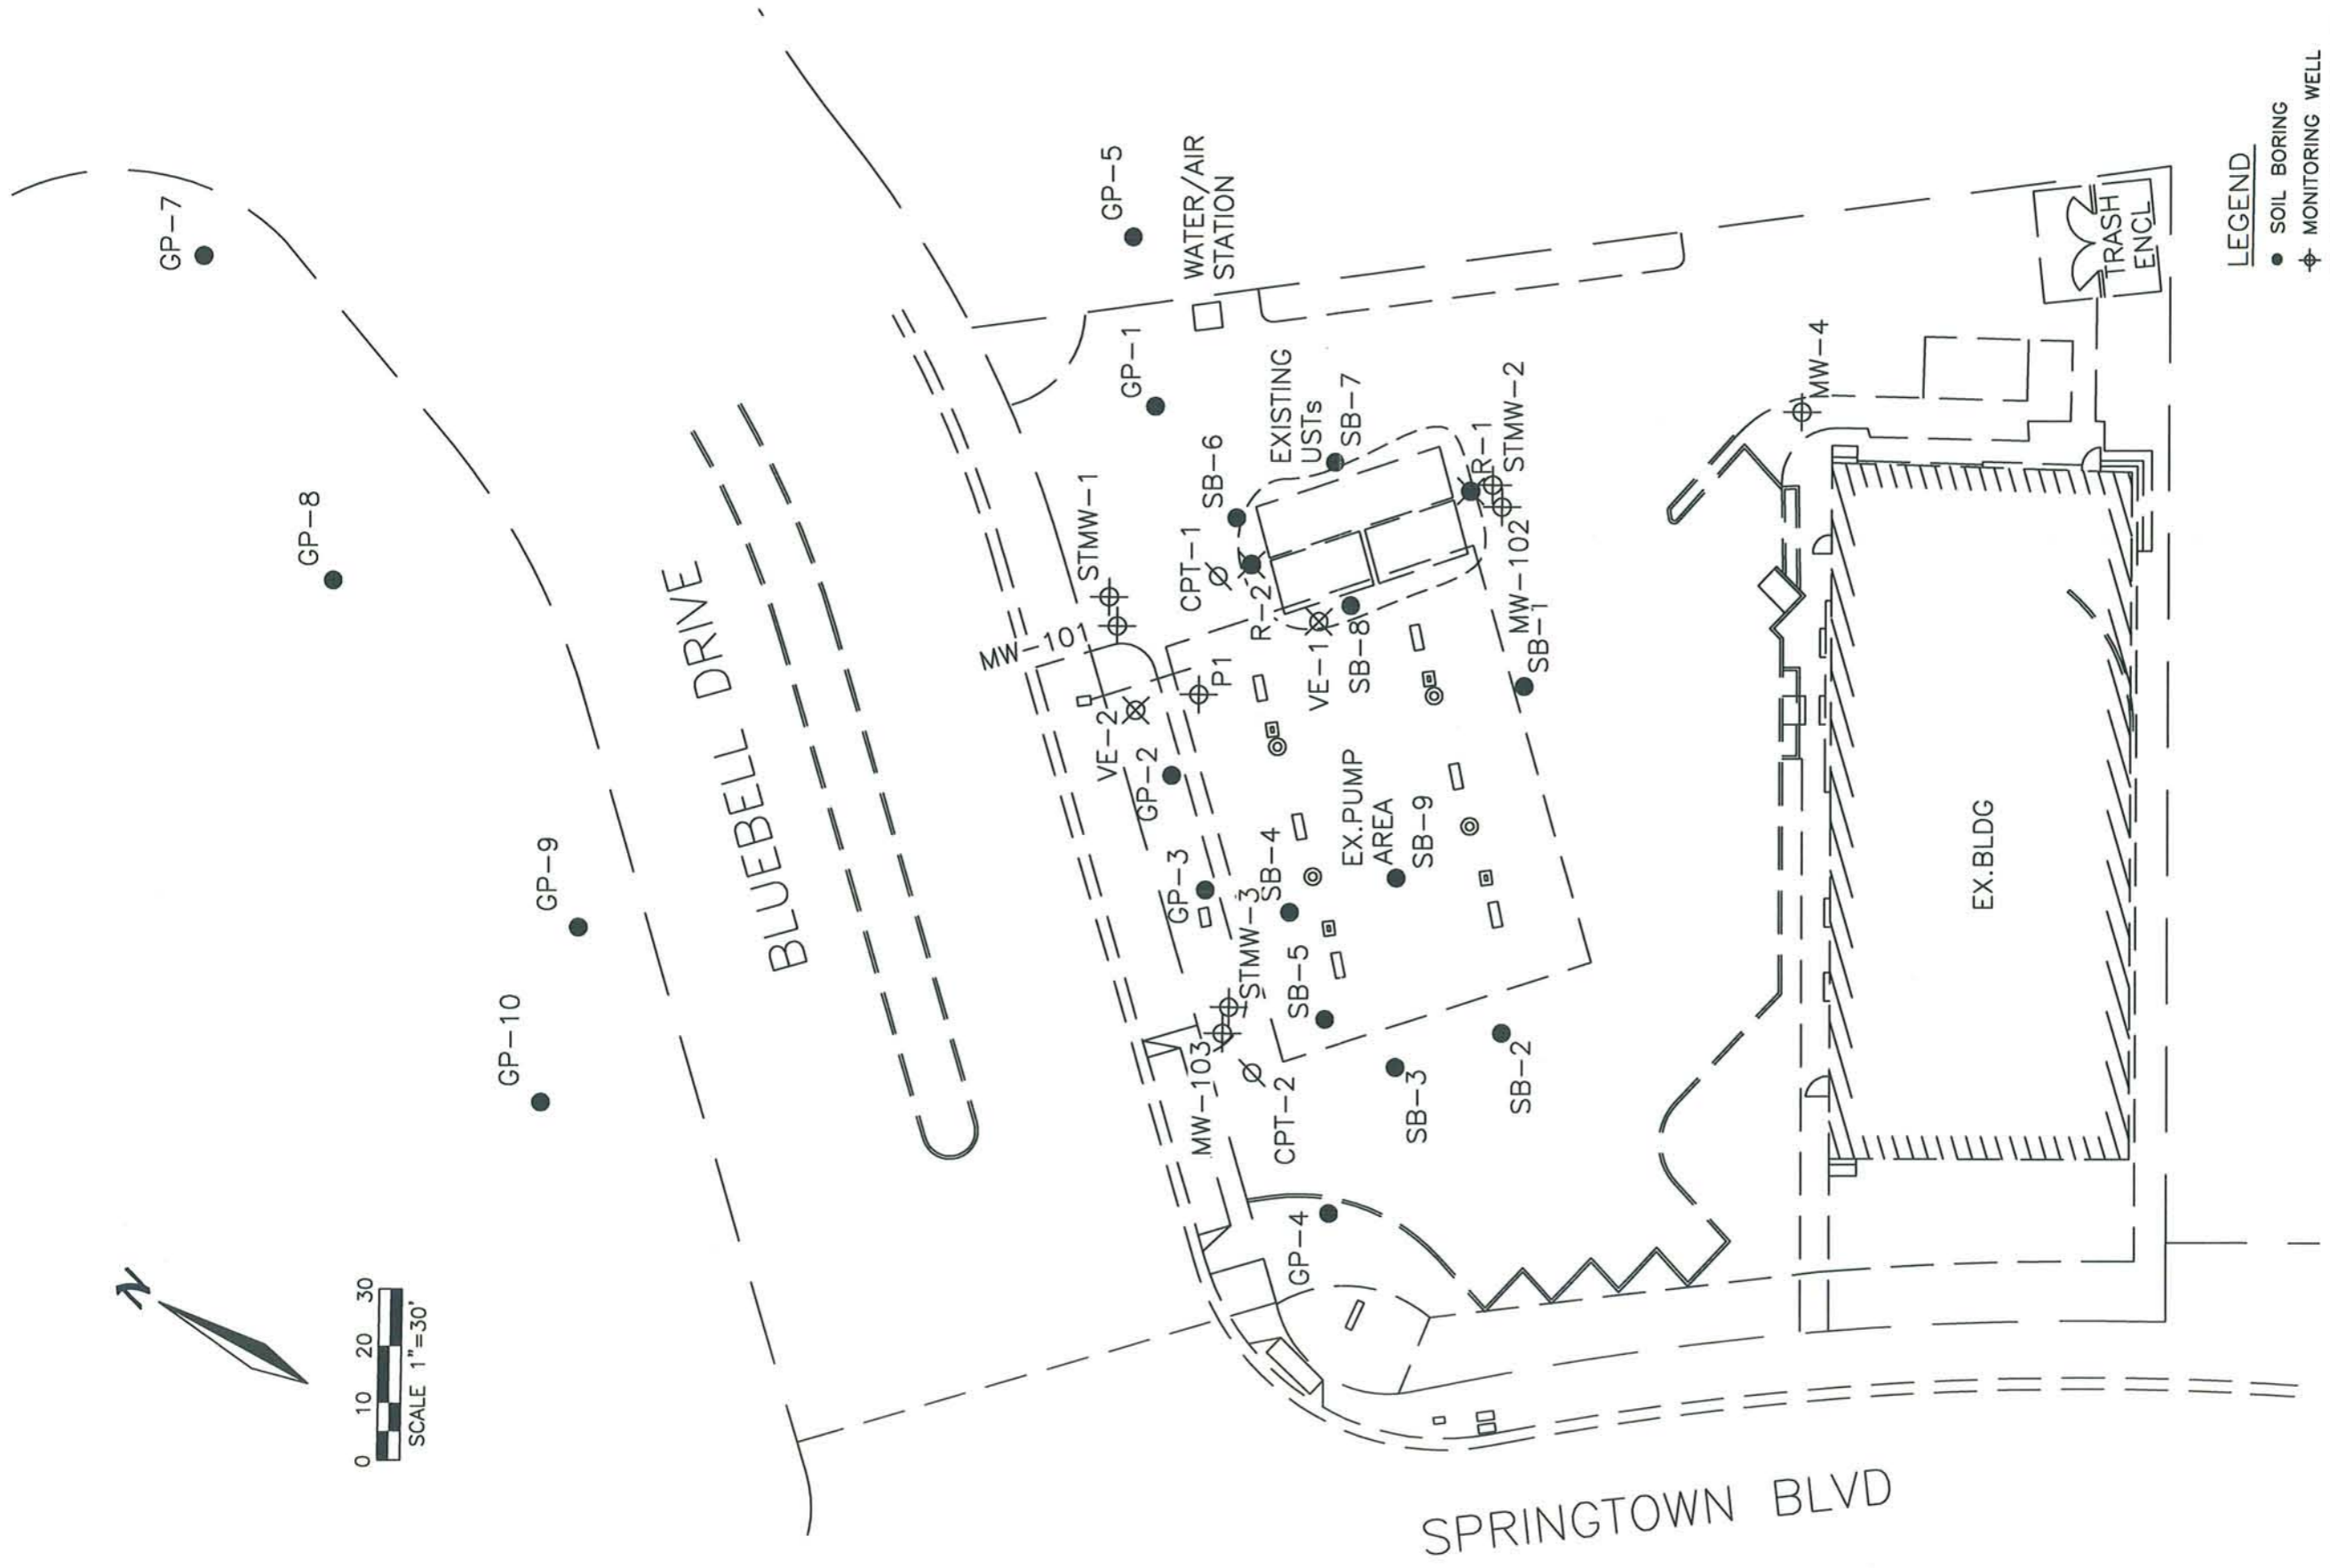 GP-7
GP-8
GP-9
GP-10
N
0 10 20 30
SCALE 1"=30'
BLUEBELL DRIVE
GP-5
WATER/AIR
STATION
GP-1
EXISTING
USTs
SB-7
SB-6
STMW-1
CPT-1
MW-101
R-2
R-1
STMW-2
MW-102
SB-1
VE-1
SB-8
P1
VE-2
GP-2
EX.PUMP
AREA
SB-9
GP-3
SB-4
STMW-3
SB-5
MW-103
CPT-2
SB-3
SB-2
GP-4
MW-4
TRASH
ENCL
EX.BLDG
SPRINGTOWN BLVD
LEGEND
SOIL BORING
MONITORING WELL